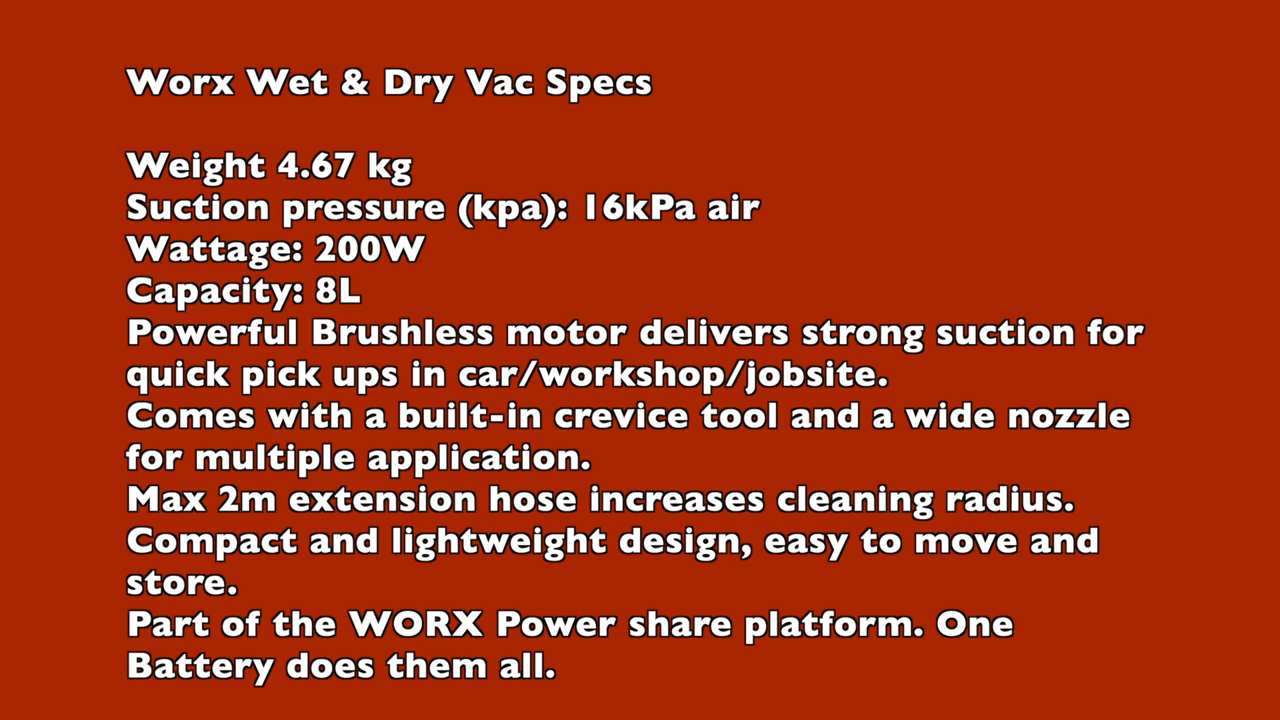 Worx Wet & Dry Vac Specs
Weight 4.67 kg
Suction pressure (kpa): 16kPa air
Wattage: 200W
Capacity: 8L
Powerful Brushless motor delivers strong suction for
quick pick ups in car/workshop/jobsite.
Comes with a built-in crevice tool and a wide nozzle
for multiple application.
Max 2m extension hose increases cleaning radius.
Compact and lightweight design, easy to move and
store.
Part of the WORX Power share platform. One
Battery does them all.